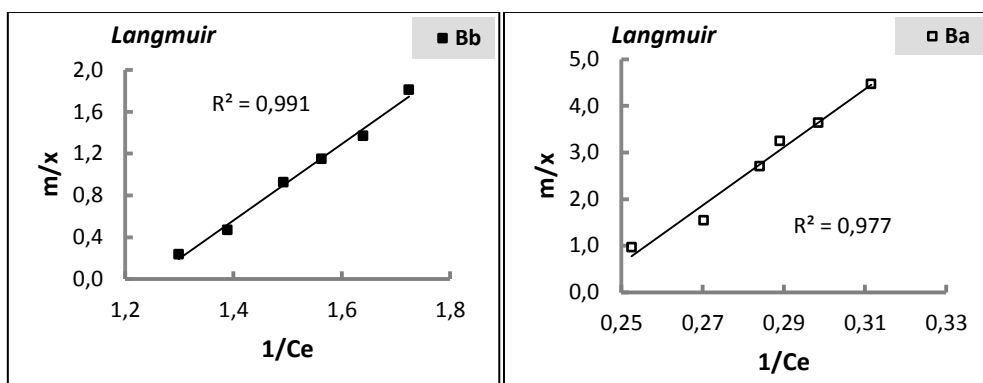 Langmuir
Bb
2,0
1,6
1,2
0,8
0,4
0,0
m/x
R² = 0,991
1,2 1,4 1,6 1,8
1/Ce
Langmuir
Ba
5,0
4,0
3,0
2,0
1,0
0,0
m/x
R² = 0,977
0,25 0,27 0,29 0,31 0,33
1/Ce